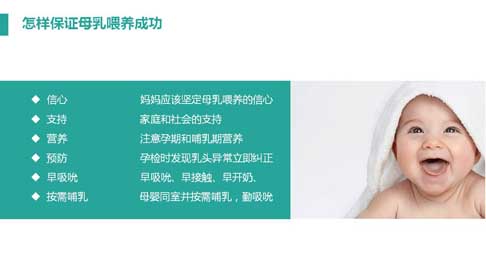 怎样保证母乳喂养成功
◆ 信心 妈妈应该坚定母乳喂养的信心
◆ 支持 家庭和社会的支持
◆ 营养 注意孕期和哺乳期营养
◆ 预防 孕检时发现乳头异常立即纠正
◆ 早吸吮 早吸吮、早接触、早开奶、
◆ 按需哺乳 母婴同室并按需哺乳，勤吸吮